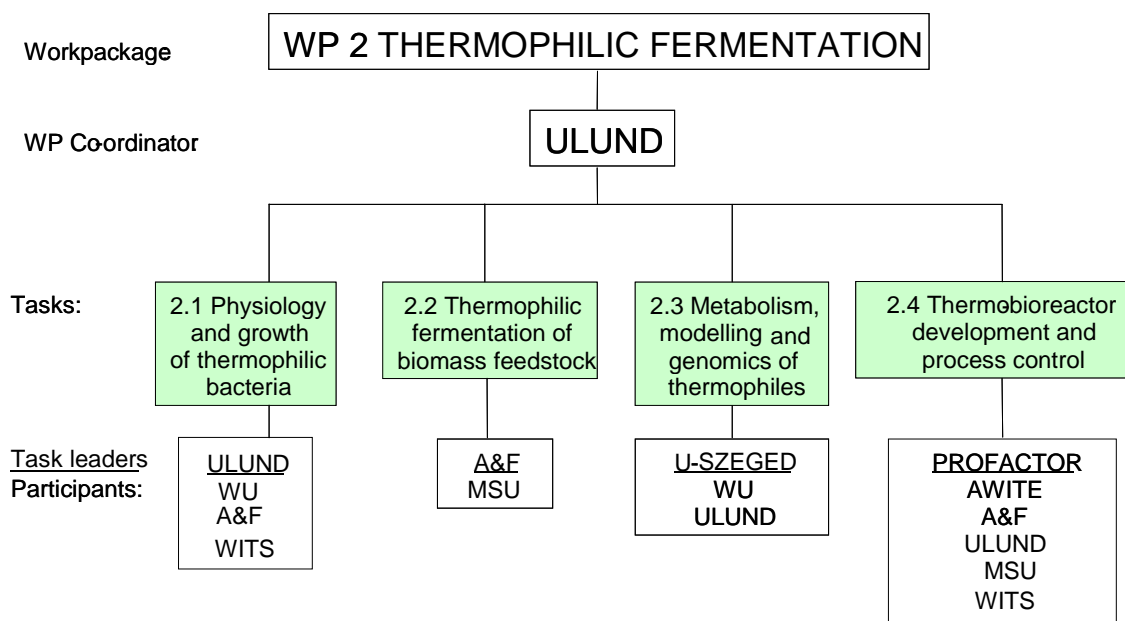 Workpackage
WP 2 THERMOPHILIC FERMENTATION
WP Co-ordinator
ULUND
Tasks:
2.1 Physiology
and growth
of thermophilic
bacteria
2.2 Thermophilic
fermentation of
biomass feedstock
2.3 Metabolism,
modelling and
genomics of
thermophiles
2.4 Thermo-bioreactor
development and
process control
Task leaders
Participants:
ULUND
WU
A&F
WITS
A&F
MSU
U-SZEGED
WU
ULUND
PROFACTOR
AWITE
A&F
ULUND
MSU
WITS